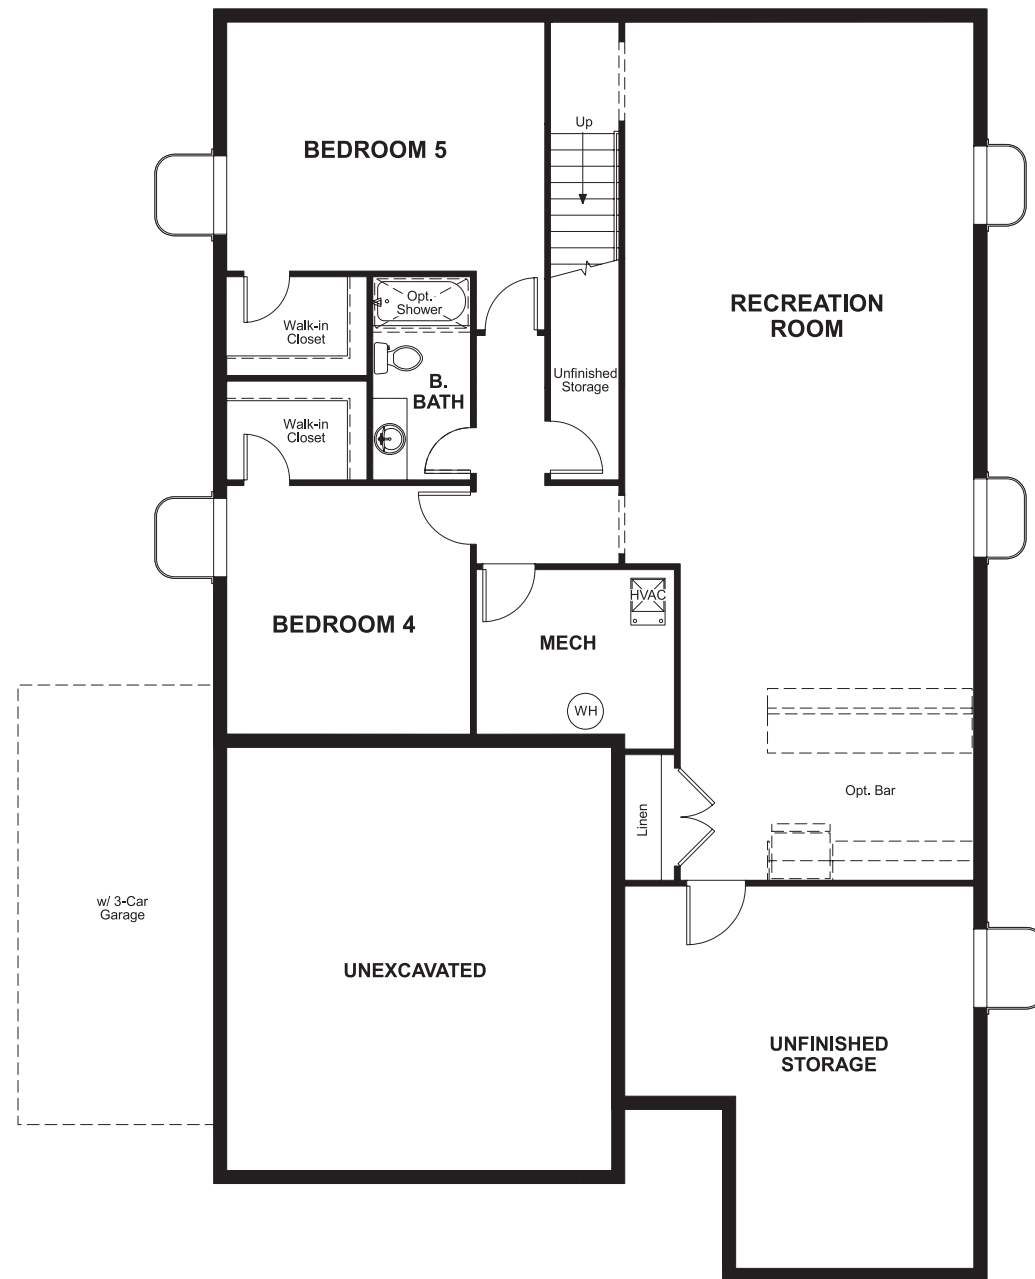 Up
BEDROOM 5
Opt.
Shower
RECREATION
ROOM
Walk-in
Closet
Unfinished
Storage
B.
BATH
Walk-in
Closet
HVAC
BEDROOM 4
MECH
WH
Opt. Bar
Linen
w/ 3-Car
Garage
UNEXCAVATED
UNFINISHED
STORAGE